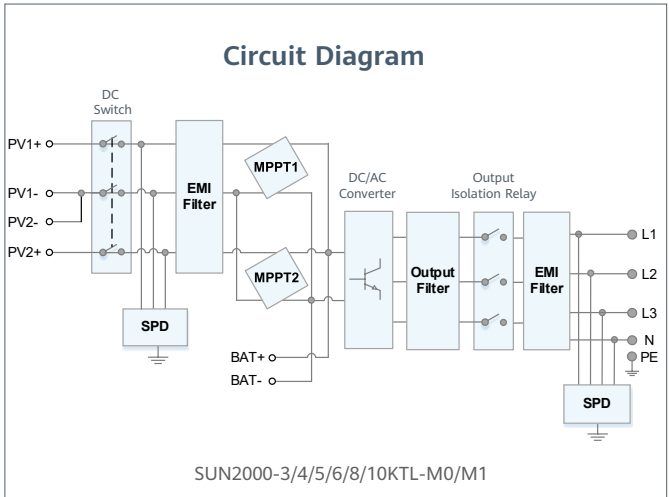 Circuit Diagram
DC
Switch
PV1+
PV1-
PV2-
PV2+
EMI
Filter
MPPT1
MPPT2
SPD
BAT+
BAT-
DC/AC
Converter
Output
Filter
Output
Isolation Relay
EMI
Filter
L1
L2
L3
N
PE
SPD
SUN2000-3/4/5/6/8/10KTL-M0/M1